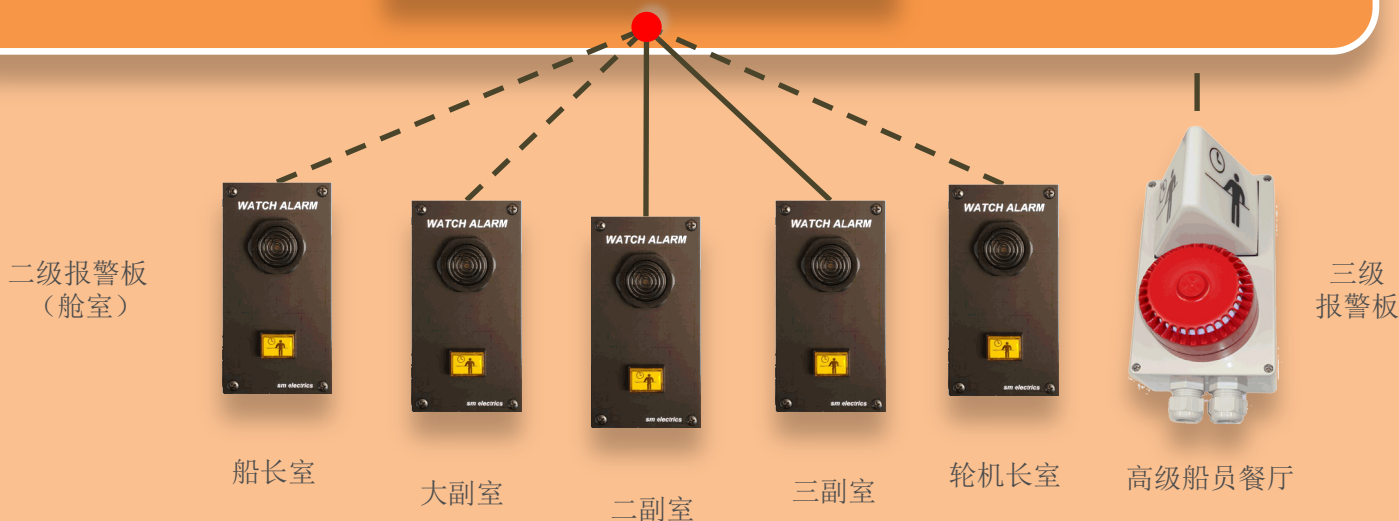 WATCH ALARM
sm electrics
WATCH ALARM
sm electrics
WATCH ALARM
sm electrics
WATCH ALARM
sm electrics
WATCH ALARM
sm electrics
二级报警板
（舱室）
三级
报警板
船长室
大副室
二副室
三副室
轮机长室
高级船员餐厅